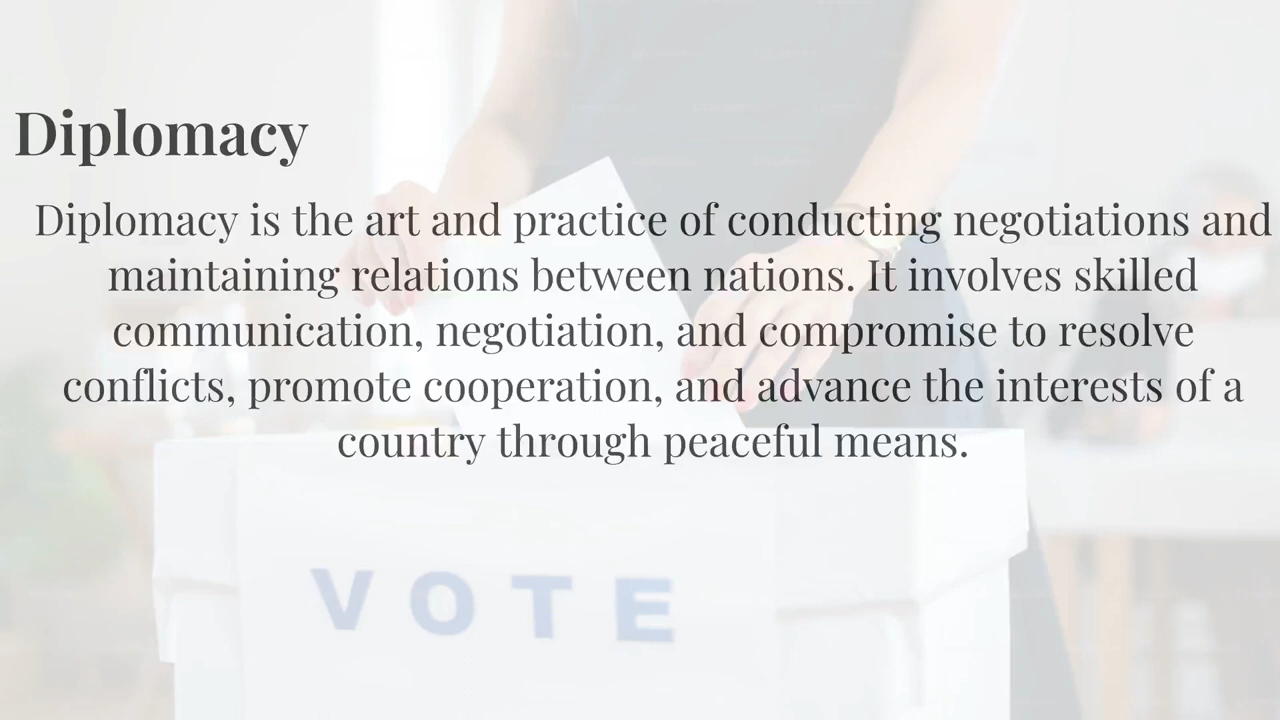 Diplomacy
Diplomacy is the art and practice of conducting negotiations and
maintaining relations between nations. It involves skilled
communication, negotiation, and compromise to resolve
conflicts, promote cooperation, and advance the interests of a
country through peaceful means.
VOTE